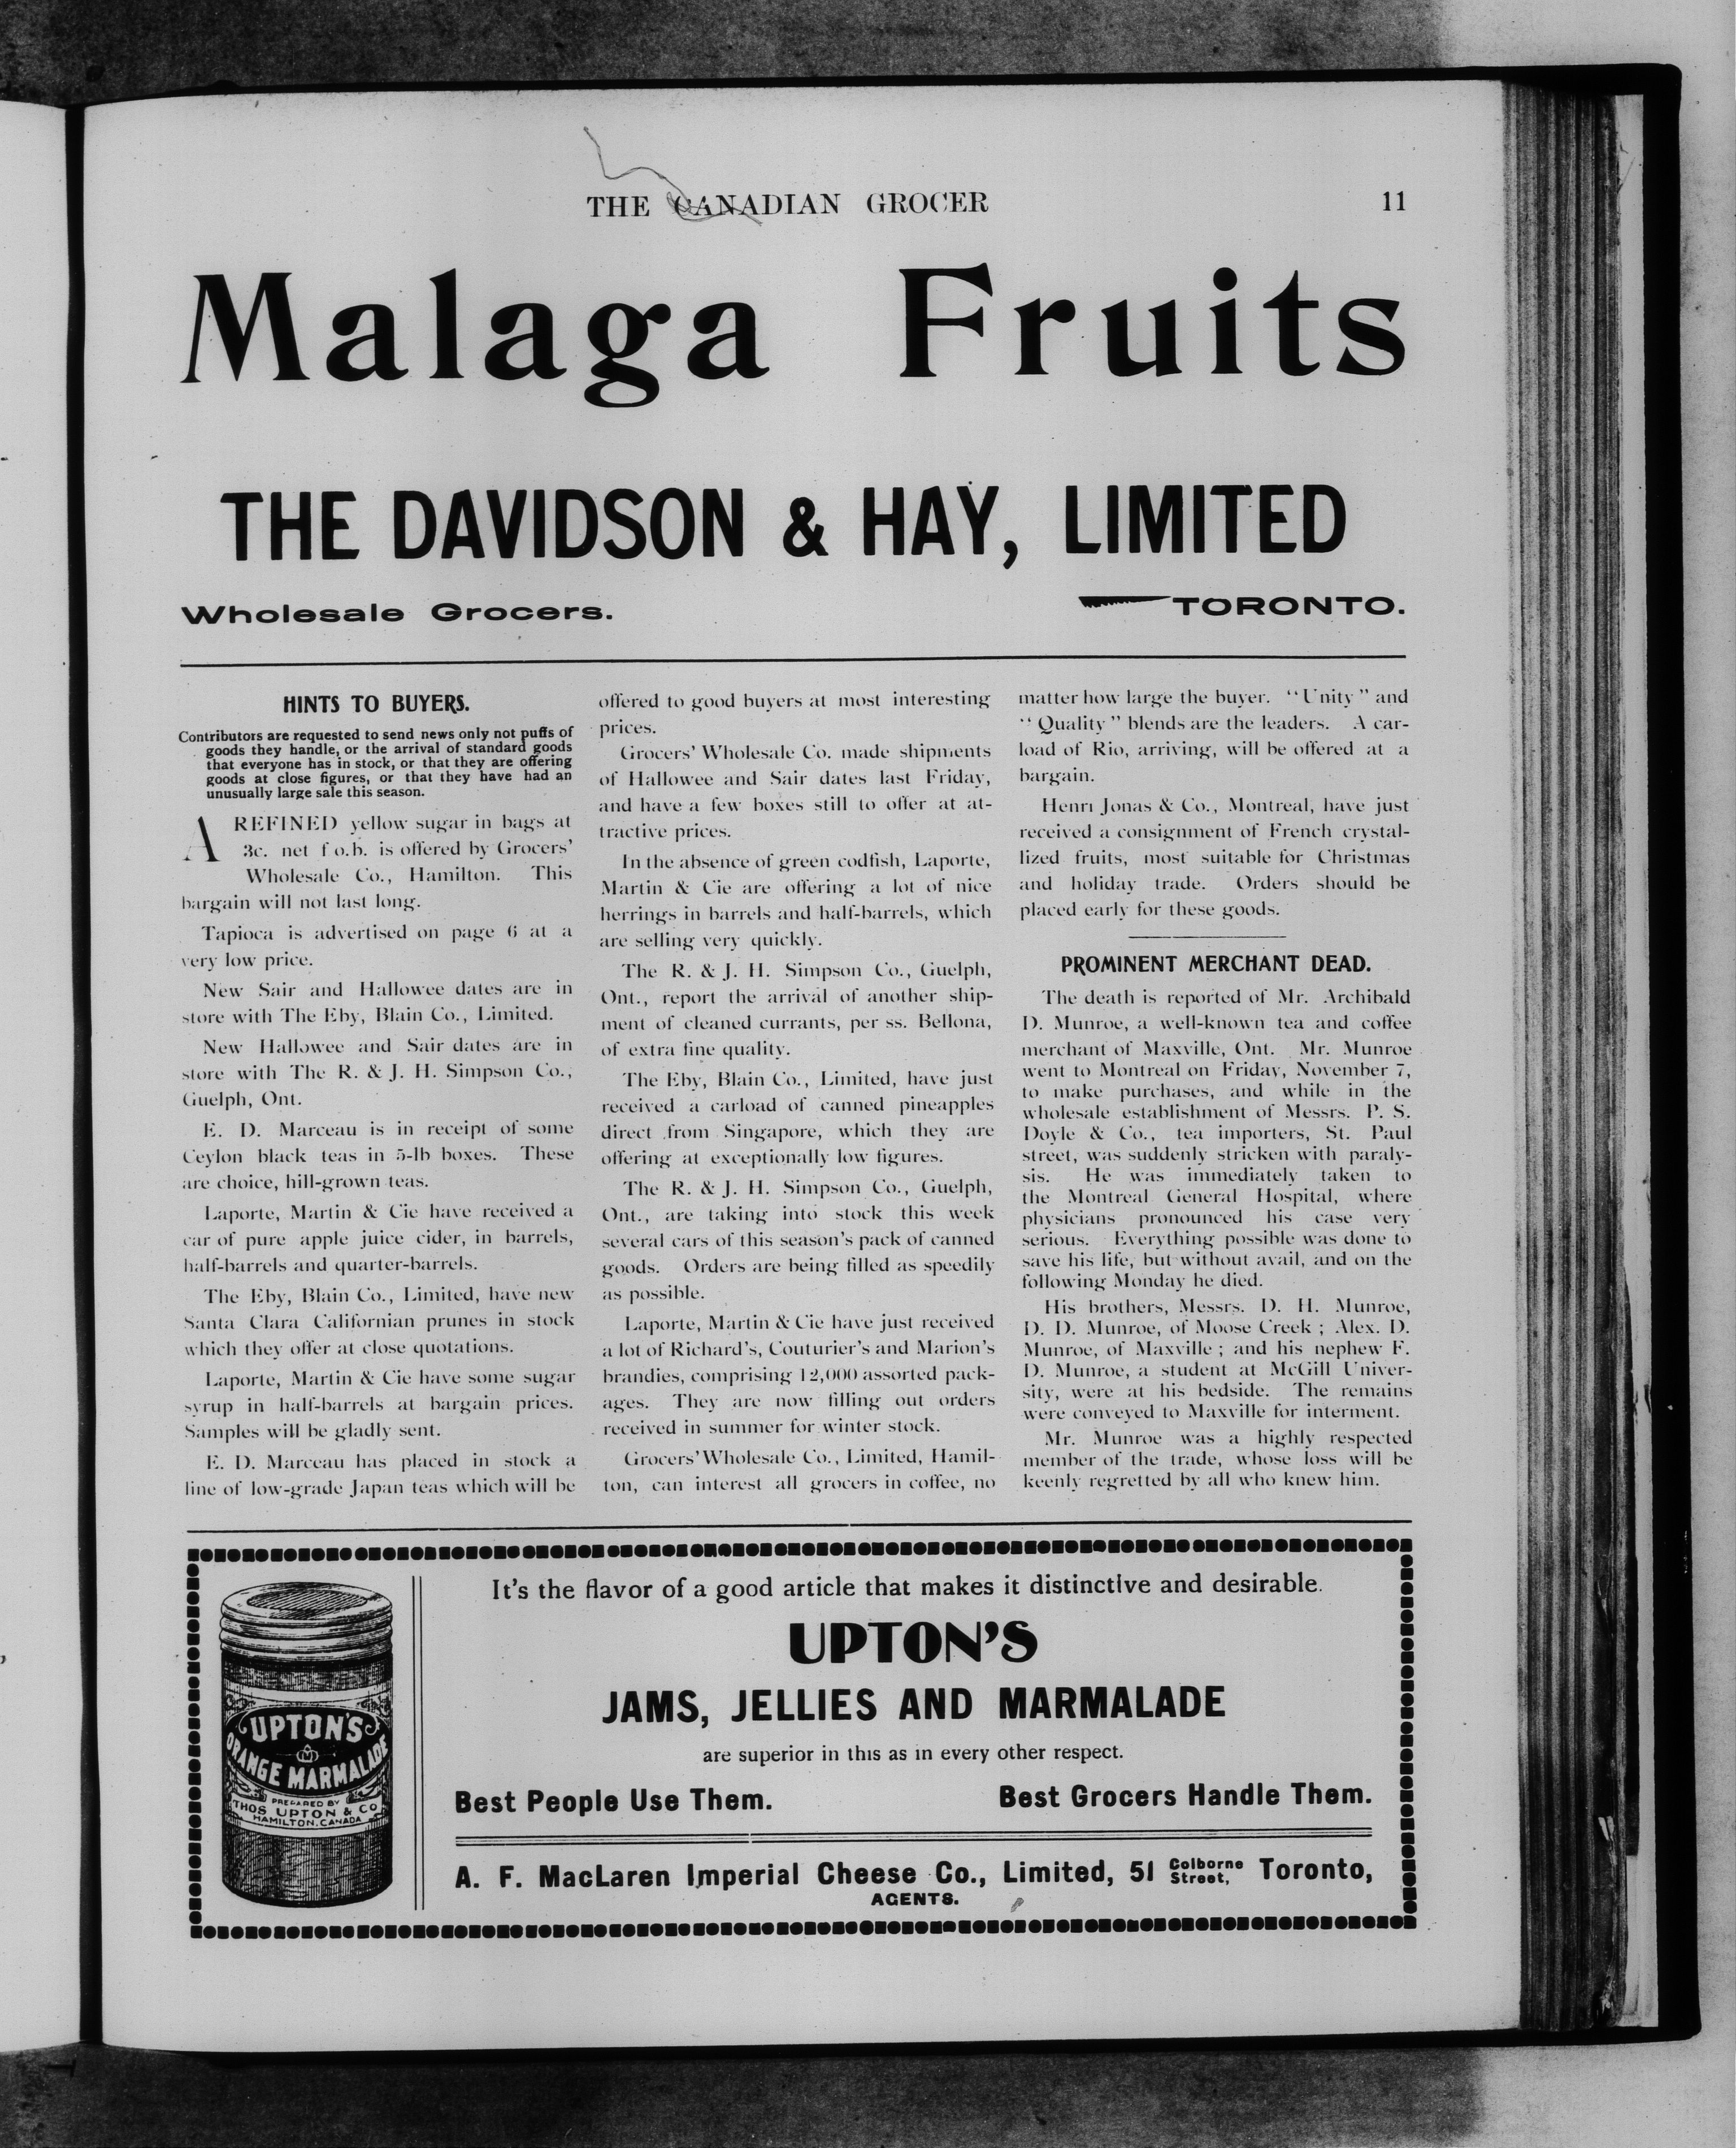 THE CANADIAN GROCER 11
Malaga Fruits
THE DAVIDSON & HAY, LIMITED
Wholesale Grocers. TORONTO.
HINTS TO BUYERS.
Contributors are requested to send news only not puffs of
goods they handle, or the arrival of standard goods
that everyone has in stock, or that they are offering
goods at close figures, or that they have had an
unusually large sale this season.
A REFINED yellow sugar in bags at
3c. net f o.b. is offered by Grocers'
Wholesale Co., Hamilton. This
bargain will not last long.
Tapioca is advertised on page 6 at a
very low price.
New Sair and Hallowee dates are in
store with The Eby, Blain Co., Limited.
New Hallowee and Sair dates are in
store with The R. & J. H. Simpson Co.,
Guelph, Ont.
E. D. Marceau is in receipt of some
Ceylon black teas in 5-lb boxes. These
are choice, hill-grown teas.
Laporte, Martin & Cie have received a
car of pure apple juice cider, in barrels,
half-barrels and quarter-barrels.
The Eby, Blain Co., Limited, have new
Santa Clara Californian prunes in stock
which they offer at close quotations.
Laporte, Martin & Cie have some sugar
syrup in half-barrels at bargain prices.
Samples will be gladly sent.
E. D. Marceau has placed in stock a
line of low-grade Japan teas which will be
offered to good buyers at most interesting
prices.
Grocers' Wholesale Co. made shipments
of Hallowee and Sair dates last Friday,
and have a few boxes still to offer at at-
tractive prices.
In the absence of green codfish, Laporte,
Martin & Cie are offering a lot of nice
herrings in barrels and half-barrels, which
are selling very quickly.
The R. & J. H. Simpson Co., Guelph,
Ont., report the arrival of another ship-
ment of cleaned currants, per ss. Bellona,
of extra fine quality.
The Eby, Blain Co., Limited, have just
received a carload of canned pineapples
direct from Singapore, which they are
offering at exceptionally low figures.
The R. & J. H. Simpson Co., Guelph,
Ont., are taking into stock this week
several cars of this season's pack of canned
goods. Orders are being filled as speedily
as possible.
Laporte, Martin & Cie have just received
a lot of Richard's, Couturier's and Marion's
brandies, comprising 12,000 assorted pack-
ages. They are now filling out orders
received in summer for winter stock.
Grocers' Wholesale Co., Limited, Hamil-
ton, can interest all grocers in coffee, no
matter how large the buyer. "Unity" and
"Quality" blends are the leaders. A car-
load of Rio, arriving, will be offered at a
bargain.
Henri Jonas & Co., Montreal, have just
received a consignment of French crystal-
lized fruits, most suitable for Christmas
and holiday trade. Orders should be
placed early for these goods.
PROMINENT MERCHANT DEAD.
The death is reported of Mr. Archibald
D. Munroe, a well-known tea and coffee
merchant of Maxville, Ont. Mr. Munroe
went to Montreal on Friday, November 7,
to make purchases, and while in the
wholesale establishment of Messrs. P. S.
Doyle & Co., tea importers, St. Paul
street, was suddenly stricken with paraly-
sis. He was immediately taken to
the Montreal General Hospital, where
physicians pronounced his case very
serious. Everything possible was done to
save his life, but without avail, and on the
following Monday he died.
His brothers, Messrs. D. H. Munroe,
D. D. Munroe, of Moose Creek ; Alex. D.
Munroe, of Maxville ; and his nephew F.
D. Munroe, a student at McGill Univer-
sity, were at his bedside. The remains
were conveyed to Maxville for interment.
Mr. Munroe was a highly respected
member of the trade, whose loss will be
keenly regretted by all who knew him.
UPTON'S
ORANGE MARMALADE
PREPARED BY
THOS UPTON & CO
HAMILTON, CANADA
It's the flavor of a good article that makes it distinctive and desirable.
UPTON'S
JAMS, JELLIES AND MARMALADE
are superior in this as in every other respect.
Best People Use Them. Best Grocers Handle Them.
A. F. MacLaren Imperial Cheese Co., Limited, 51 Colborne Street, Toronto,
AGENTS.